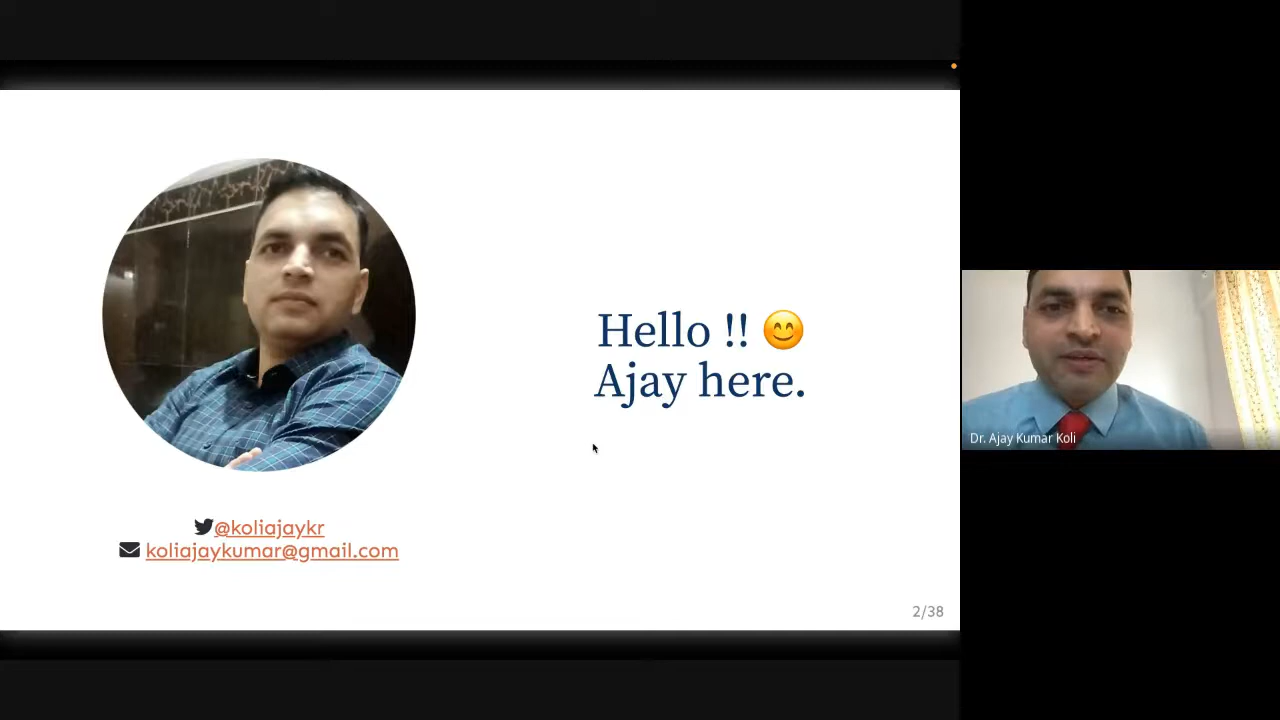 Hello !! 😊
Ajay here.
@koliajaykr
koliajaykumar@gmail.com
2/38
Dr. Ajay Kumar Koli